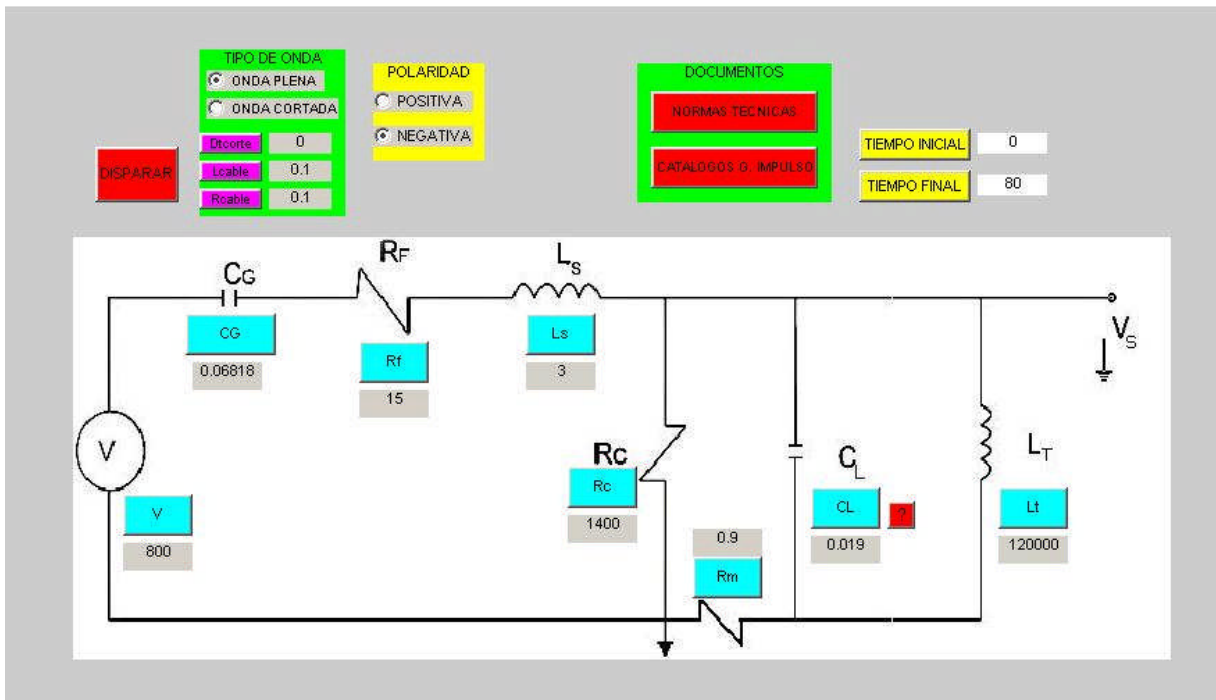 TIPO DE ONDA
ONDA PLENA
ONDA CORTADA
Dtcorte 0
Lcable 0.1
Rcable 0.1
DISPARAR
POLARIDAD
POSITIVA
NEGATIVA
DOCUMENTOS
NORMAS TECNICAS
CATALOGOS G. IMPULSO
TIEMPO INICIAL 0
TIEMPO FINAL 80
CG
CG
0.06818
RF
Rf
15
LS
Ls
3
VS
V
V
800
RC
Rc
1400
0.9
Rm
CL
CL ?
0.019
LT
Lt
120000